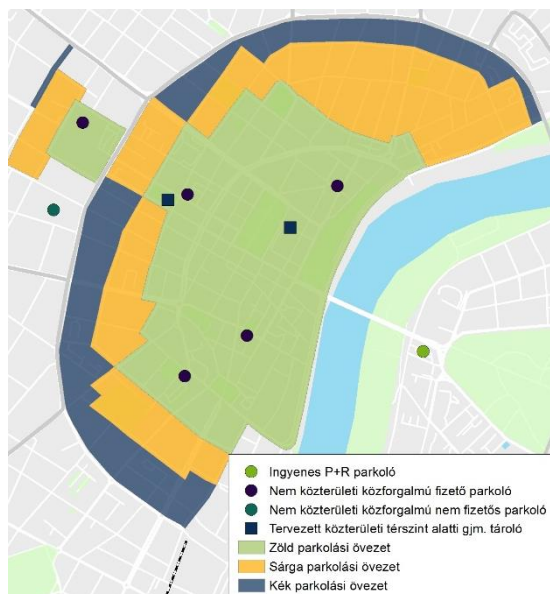 Ingyenes P+R parkoló
Nem közterületi közforgalmú fizető parkoló
Nem közterületi közforgalmú nem fizetős parkoló
Tervezett közterületi térszint alatti gjm. tároló
Zöld parkolási övezet
Sárga parkolási övezet
Kék parkolási övezet